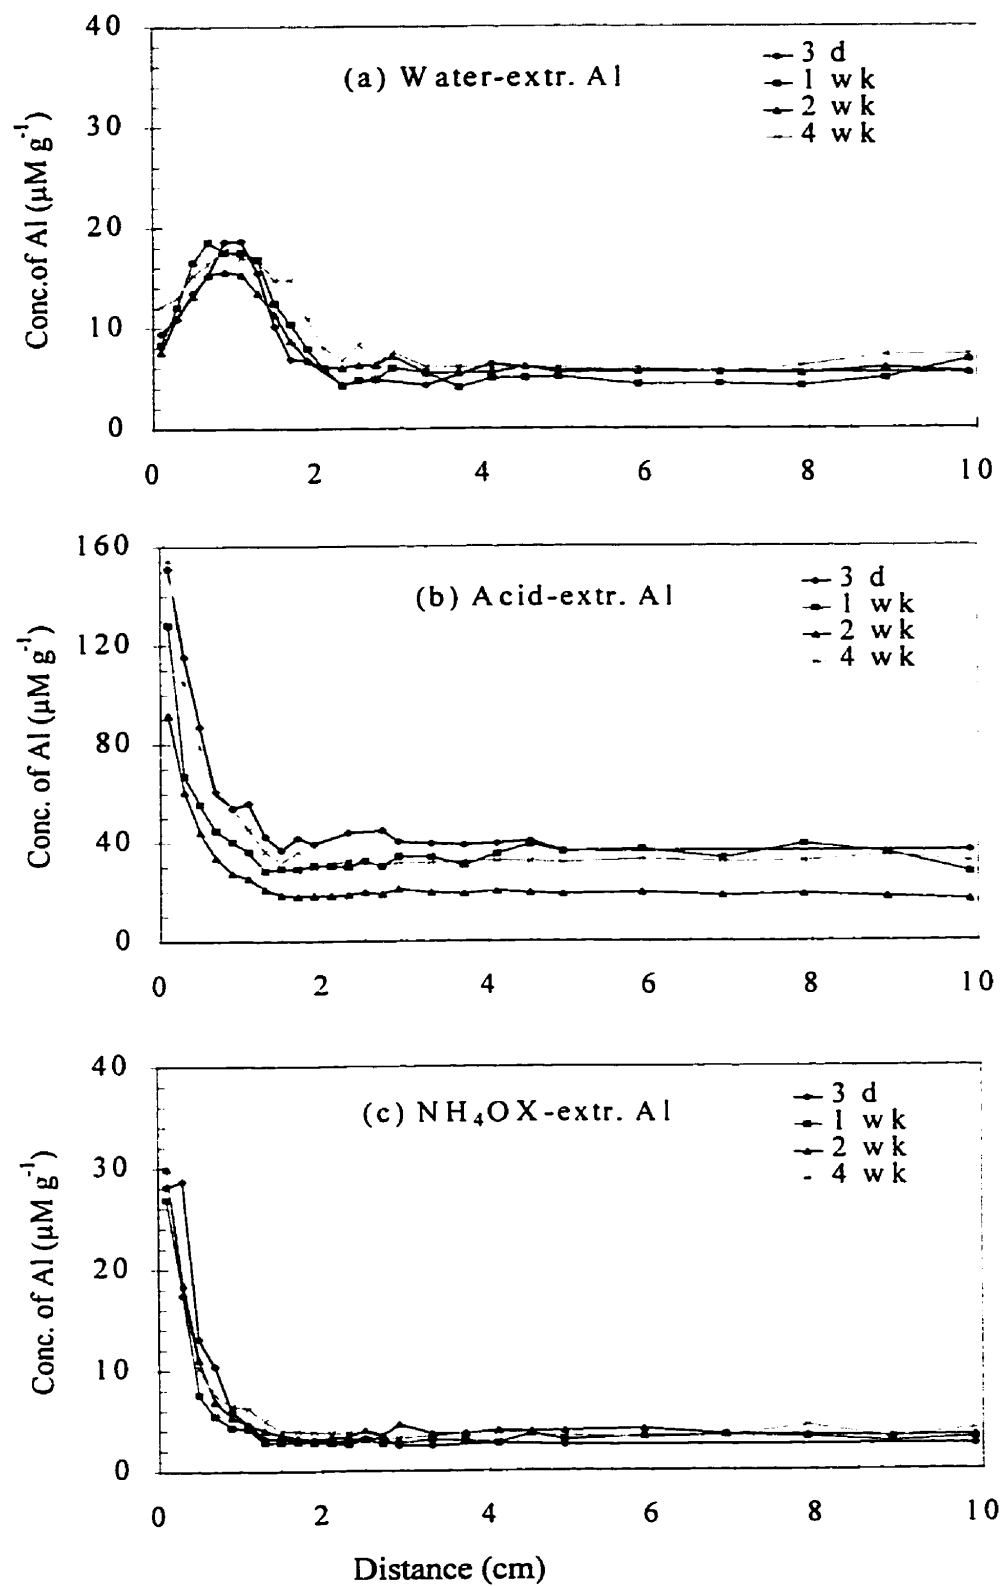 40
(a) Water-extr. Al
3 d
1 wk
2 wk
4 wk
30
20
10
0
Conc.of Al (µM g⁻¹)
0 2 4 6 8 10
160
(b) Acid-extr. Al
3 d
1 wk
2 wk
4 wk
120
80
40
0
Conc. of Al (µM g⁻¹)
0 2 4 6 8 10
40
(c) NH₄OX-extr. Al
3 d
1 wk
2 wk
4 wk
30
20
10
0
Conc. of Al (µM g⁻¹)
0 2 4 6 8 10
Distance (cm)